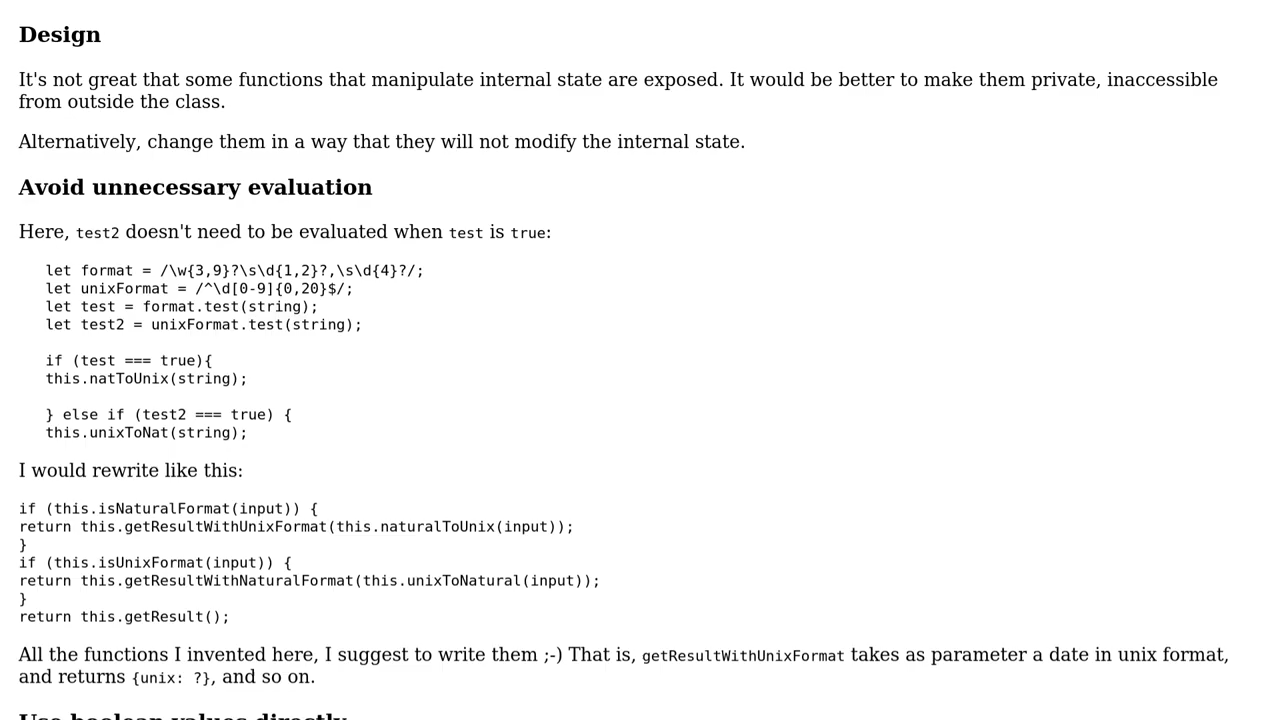 Design
It's not great that some functions that manipulate internal state are exposed. It would be better to make them private, inaccessible
from outside the class.
Alternatively, change them in a way that they will not modify the internal state.
Avoid unnecessary evaluation
Here, test2 doesn't need to be evaluated when test is true:
let format = /\w{3,9}?\s\d{1,2}?,\s\d{4}?/;
let unixFormat = /^\d[0-9]{0,20}$/;
let test = format.test(string);
let test2 = unixFormat.test(string);
if (test === true){
this.natToUnix(string);
} else if (test2 === true) {
this.unixToNat(string);
I would rewrite like this:
if (this.isNaturalFormat(input)) {
return this.getResultWithUnixFormat(this.naturalToUnix(input));
}
if (this.isUnixFormat(input)) {
return this.getResultWithNaturalFormat(this.unixToNatural(input));
}
return this.getResult();
All the functions I invented here, I suggest to write them ;-) That is, getResultWithUnixFormat takes as parameter a date in unix format,
and returns {unix: ?}, and so on.
Use boolean values directly